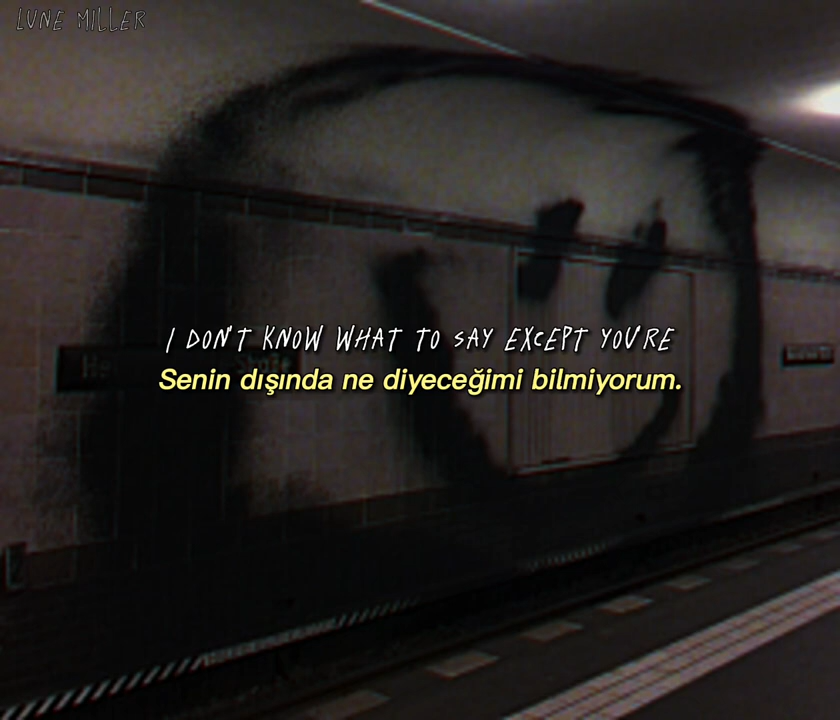 LUNE MILLER
I DON'T KNOW WHAT TO SAY EXCEPT YOU'RE
Senin dışında ne diyeceğimi bilmiyorum.